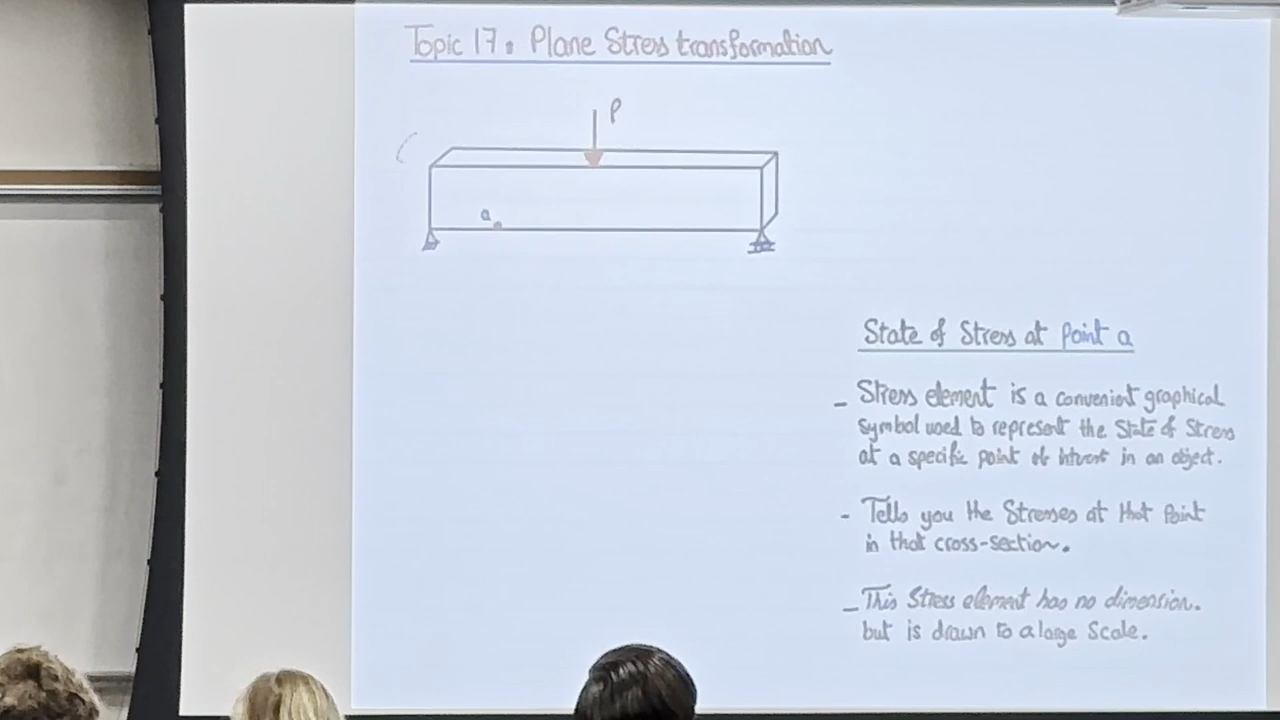 Topic 17: Plane Stress transformation
P
a
State of Stress at Point a
- Stress element is a convenient graphical
symbol used to represent the State of Stress
at a specific point of interest in an object.
- Tells you the Stresses at that Point
in that cross-section.
- This Stress element has no dimension.
but is drawn to a large Scale.